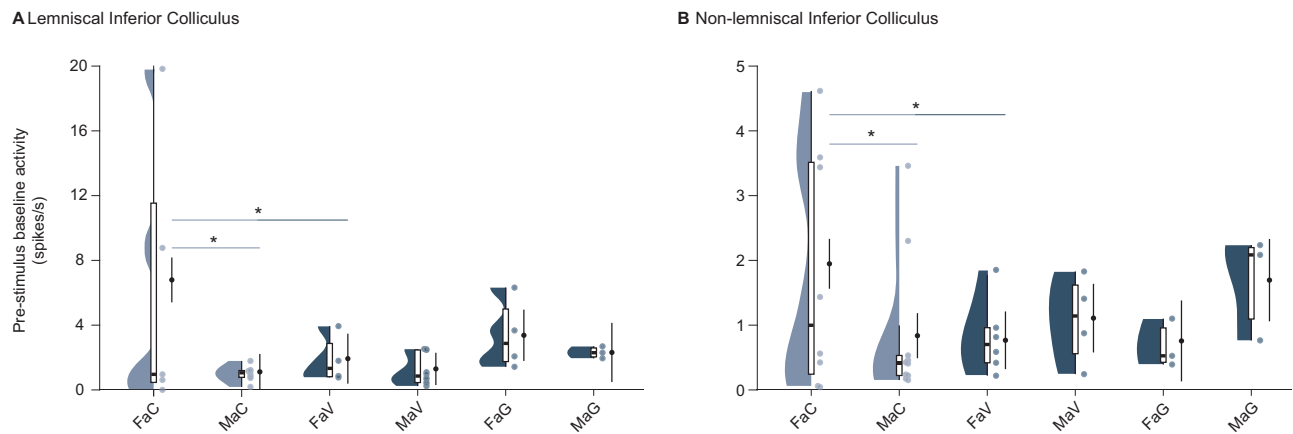 A Lemniscal Inferior Colliculus
B Non-lemniscal Inferior Colliculus
Pre-stimulus baseline activity
(spikes/s)
20
16
12
8
4
0
*
*
FaC
MaC
FaV
MaV
FaG
MaG
5
4
3
2
1
0
*
*
FaC
MaC
FaV
MaV
FaG
MaG